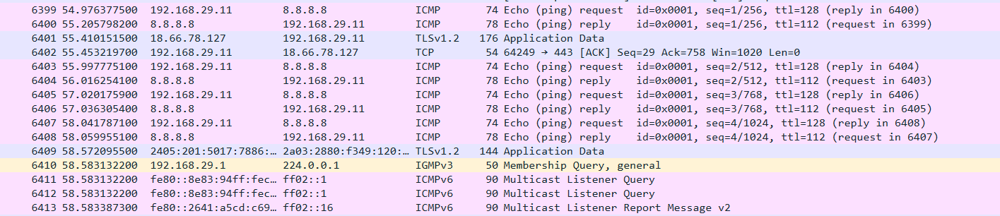 6399 54.976377500 192.168.29.11 8.8.8.8 ICMP 74 Echo (ping) request id=0x0001, seq=1/256, ttl=128 (reply in 6400)
6400 55.205798200 8.8.8.8 192.168.29.11 ICMP 78 Echo (ping) reply id=0x0001, seq=1/256, ttl=112 (request in 6399)
6401 55.410151500 18.66.78.127 192.168.29.11 TLSv1.2 176 Application Data
6402 55.453219700 192.168.29.11 18.66.78.127 TCP 54 64249 → 443 [ACK] Seq=29 Ack=758 Win=1020 Len=0
6403 55.997775100 192.168.29.11 8.8.8.8 ICMP 74 Echo (ping) request id=0x0001, seq=2/512, ttl=128 (reply in 6404)
6404 56.016254100 8.8.8.8 192.168.29.11 ICMP 78 Echo (ping) reply id=0x0001, seq=2/512, ttl=112 (request in 6403)
6405 57.020175900 192.168.29.11 8.8.8.8 ICMP 74 Echo (ping) request id=0x0001, seq=3/768, ttl=128 (reply in 6406)
6406 57.036305400 8.8.8.8 192.168.29.11 ICMP 78 Echo (ping) reply id=0x0001, seq=3/768, ttl=112 (request in 6405)
6407 58.041787100 192.168.29.11 8.8.8.8 ICMP 74 Echo (ping) request id=0x0001, seq=4/1024, ttl=128 (reply in 6408)
6408 58.059955100 8.8.8.8 192.168.29.11 ICMP 78 Echo (ping) reply id=0x0001, seq=4/1024, ttl=112 (request in 6407)
6409 58.572095500 2405:201:5017:7886:… 2a03:2880:f349:120:… TLSv1.2 144 Application Data
6410 58.583132200 192.168.29.1 224.0.0.1 IGMPv3 50 Membership Query, general
6411 58.583132200 fe80::8e83:94ff:fec… ff02::1 ICMPv6 90 Multicast Listener Query
6412 58.583132200 fe80::8e83:94ff:fec… ff02::1 ICMPv6 90 Multicast Listener Query
6413 58.583387300 fe80::2641:a5cd:c69… ff02::16 ICMPv6 90 Multicast Listener Report Message v2